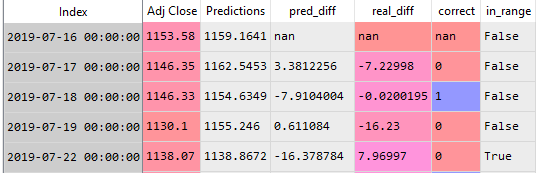 Index Adj Close Predictions pred_diff real_diff correct in_range
2019-07-16 00:00:00 1153.58 1159.1641 nan nan nan False
2019-07-17 00:00:00 1146.35 1162.5453 3.3812256 -7.22998 0 False
2019-07-18 00:00:00 1146.33 1154.6349 -7.9104004 -0.0200195 1 False
2019-07-19 00:00:00 1130.1 1155.246 0.611084 -16.23 0 False
2019-07-22 00:00:00 1138.07 1138.8672 -16.378784 7.96997 0 True